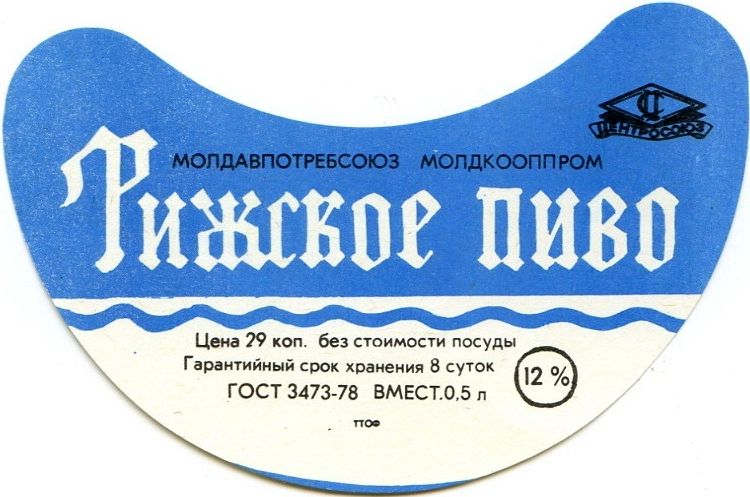 ЦЕНТРОСОЮЗ
МОЛДАВПОТРЕБСОЮЗ МОЛДКООППРОМ
Рижское пиво
Цена 29 коп. без стоимости посуды
Гарантийный срок хранения 8 суток
12 %
ГОСТ 3473-78 ВМЕСТ.0,5 л
ТТОФ